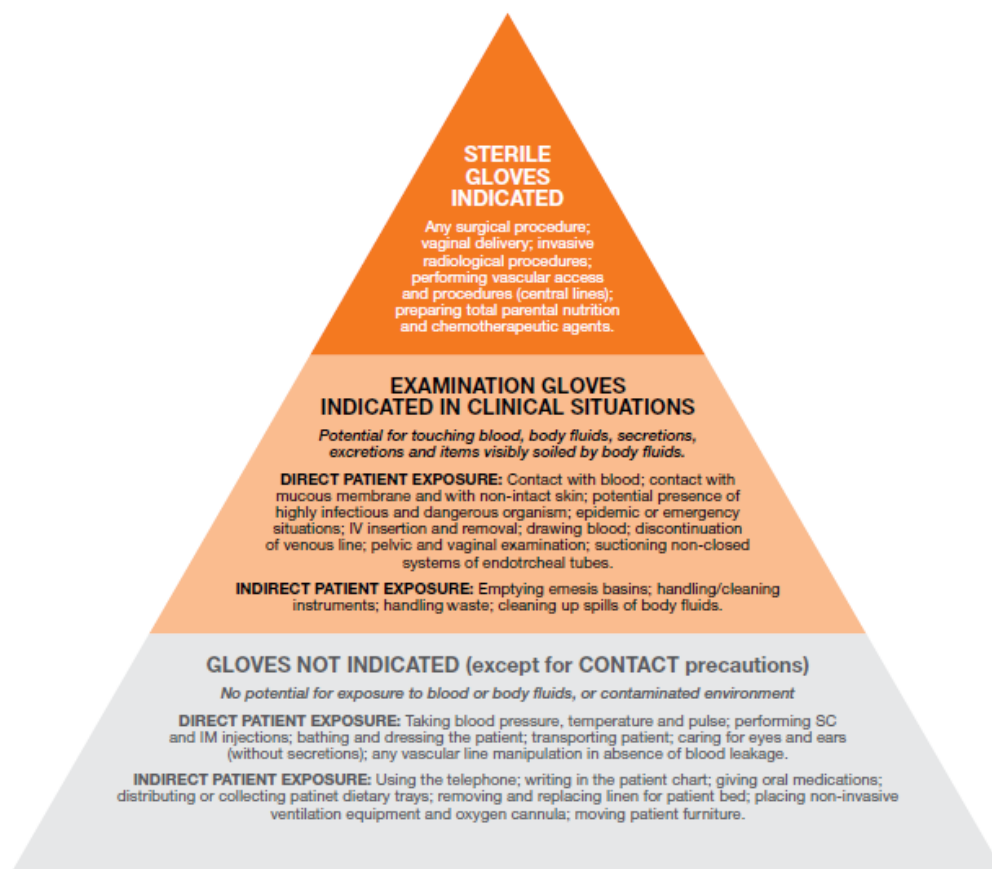 STERILE
GLOVES
INDICATED
Any surgical procedure;
vaginal delivery; invasive
radiological procedures;
performing vascular access
and procedures (central lines);
preparing total parental nutrition
and chemotherapeutic agents.
EXAMINATION GLOVES
INDICATED IN CLINICAL SITUATIONS
Potential for touching blood, body fluids, secretions,
excretions and items visibly soiled by body fluids.
DIRECT PATIENT EXPOSURE: Contact with blood; contact with
mucous membrane and with non-intact skin; potential presence of
highly infectious and dangerous organism; epidemic or emergency
situations; IV insertion and removal; drawing blood; discontinuation
of venous line; pelvic and vaginal examination; suctioning non-closed
systems of endotrcheal tubes.
INDIRECT PATIENT EXPOSURE: Emptying emesis basins; handling/cleaning
instruments; handling waste; cleaning up spills of body fluids.
GLOVES NOT INDICATED (except for CONTACT precautions)
No potential for exposure to blood or body fluids, or contaminated environment
DIRECT PATIENT EXPOSURE: Taking blood pressure, temperature and pulse; performing SC
and IM injections; bathing and dressing the patient; transporting patient; caring for eyes and ears
(without secretions); any vascular line manipulation in absence of blood leakage.
INDIRECT PATIENT EXPOSURE: Using the telephone; writing in the patient chart; giving oral medications;
distributing or collecting patinet dietary trays; removing and replacing linen for patient bed; placing non-invasive
ventilation equipment and oxygen cannula; moving patient furniture.